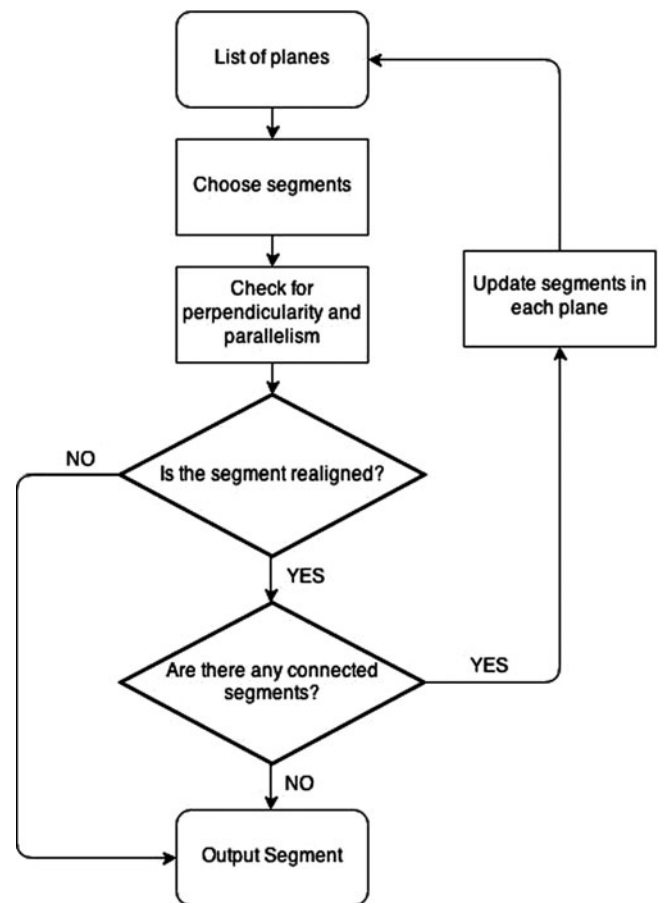 List of planes
Choose segments
Check for
perpendicularity and
parallelism
Update segments in
each plane
NO
Is the segment realigned?
YES
Are there any connected
segments?
YES
NO
Output Segment